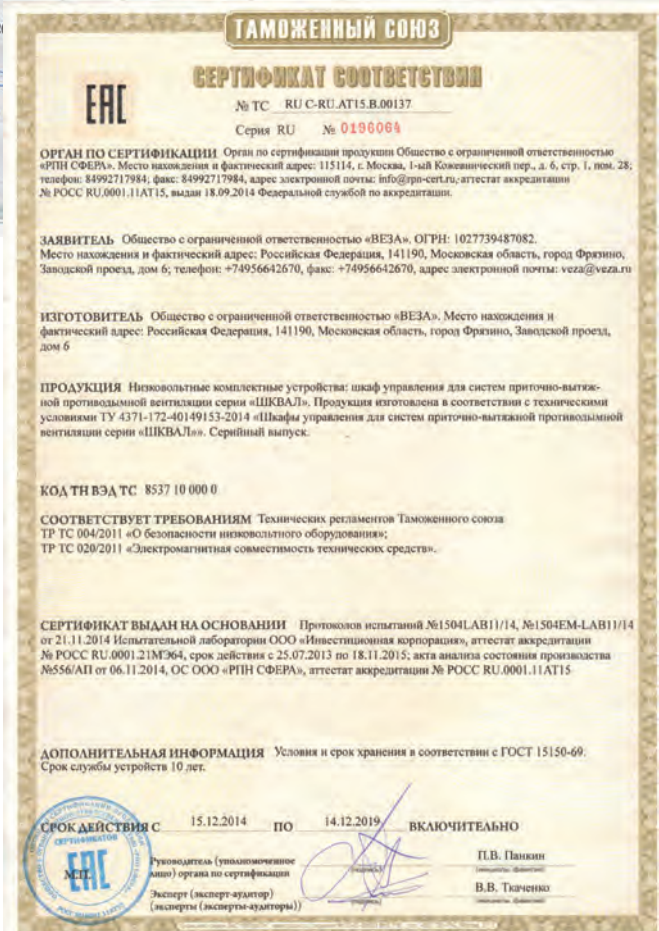 ТАМОЖЕННЫЙ СОЮЗ
СЕРТИФИКАТ СООТВЕТСТВИЯ
ЕАС
№ ТС RU C-RU.АТ15.В.00137
Серия RU № 0196064
ОРГАН ПО СЕРТИФИКАЦИИ Орган по сертификации продукции Общество с ограниченной ответственностью
«РПН СФЕРА». Место нахождения и фактический адрес: 115114, г. Москва, 1-ый Кожевнический пер., д. 6, стр. 1, пом. 28;
телефон: 84992717984; факс: 84992717984, адрес электронной почты: info@rpn-cert.ru, аттестат аккредитации
№ РОСС RU.0001.11АТ15, выдан 18.09.2014 Федеральной службой по аккредитации.
ЗАЯВИТЕЛЬ Общество с ограниченной ответственностью «ВЕЗА». ОГРН: 1027739487082.
Место нахождения и фактический адрес: Российская Федерация, 141190, Московская область, город Фрязино,
Заводской проезд, дом 6; телефон: +74956642670, факс: +74956642670, адрес электронной почты: veza@veza.ru
ИЗГОТОВИТЕЛЬ Общество с ограниченной ответственностью «ВЕЗА». Место нахождения и
фактический адрес: Российская Федерация, 141190, Московская область, город Фрязино, Заводской проезд,
дом 6
ПРОДУКЦИЯ Низковольтные комплектные устройства: шкаф управления для систем приточно-вытяж-
ной противодымной вентиляции серии «ШКВАЛ». Продукция изготовлена в соответствии с техническими
условиями ТУ 4371-172-40149153-2014 «Шкафы управления для систем приточно-вытяжной противодымной
вентиляции серии «ШКВАЛ»». Серийный выпуск.
КОД ТН ВЭД ТС 8537 10 000 0
СООТВЕТСТВУЕТ ТРЕБОВАНИЯМ Технических регламентов Таможенного союза
ТР ТС 004/2011 «О безопасности низковольтного оборудования»;
ТР ТС 020/2011 «Электромагнитная совместимость технических средств».
СЕРТИФИКАТ ВЫДАН НА ОСНОВАНИИ Протоколов испытаний №1504LAB11/14, №1504EM-LAB11/14
от 21.11.2014 Испытательной лаборатории ООО «Инвестиционная корпорация», аттестат аккредитации
№ РОСС RU.0001.21МЭ64, срок действия с 25.07.2013 по 18.11.2015; акта анализа состояния производства
№556/АП от 06.11.2014, ОС ООО «РПН СФЕРА», аттестат аккредитации № РОСС RU.0001.11АТ15
ДОПОЛНИТЕЛЬНАЯ ИНФОРМАЦИЯ Условия и срок хранения в соответствии с ГОСТ 15150-69.
Срок службы устройств 10 лет.
СРОК ДЕЙСТВИЯ С 15.12.2014 ПО 14.12.2019 ВКЛЮЧИТЕЛЬНО
СЕРТИФИКАТОВ
ЕАС
М.П.
Руководитель (уполномоченное
лицо) органа по сертификации
(подпись)
П.В. Панкин
(инициалы, фамилия)
Эксперт (эксперт-аудитор)
(эксперты (эксперты-аудиторы))
(подпись)
В.В. Ткаченко
(инициалы, фамилия)